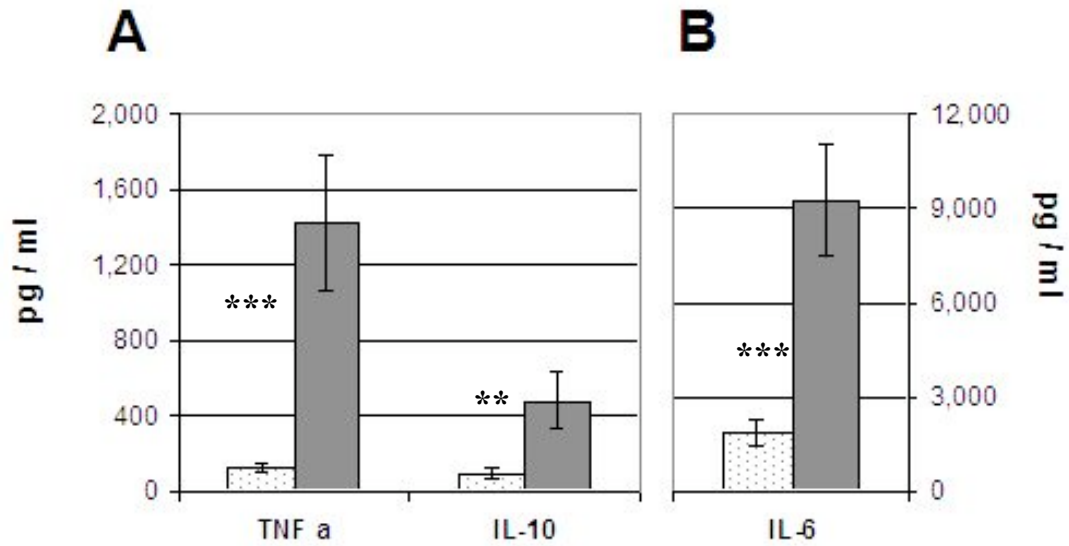 A
B
2,000
1,600
1,200
800
400
0
pg / ml
***
**
TNF a
IL-10
***
12,000
9,000
6,000
3,000
0
pg / ml
IL-6